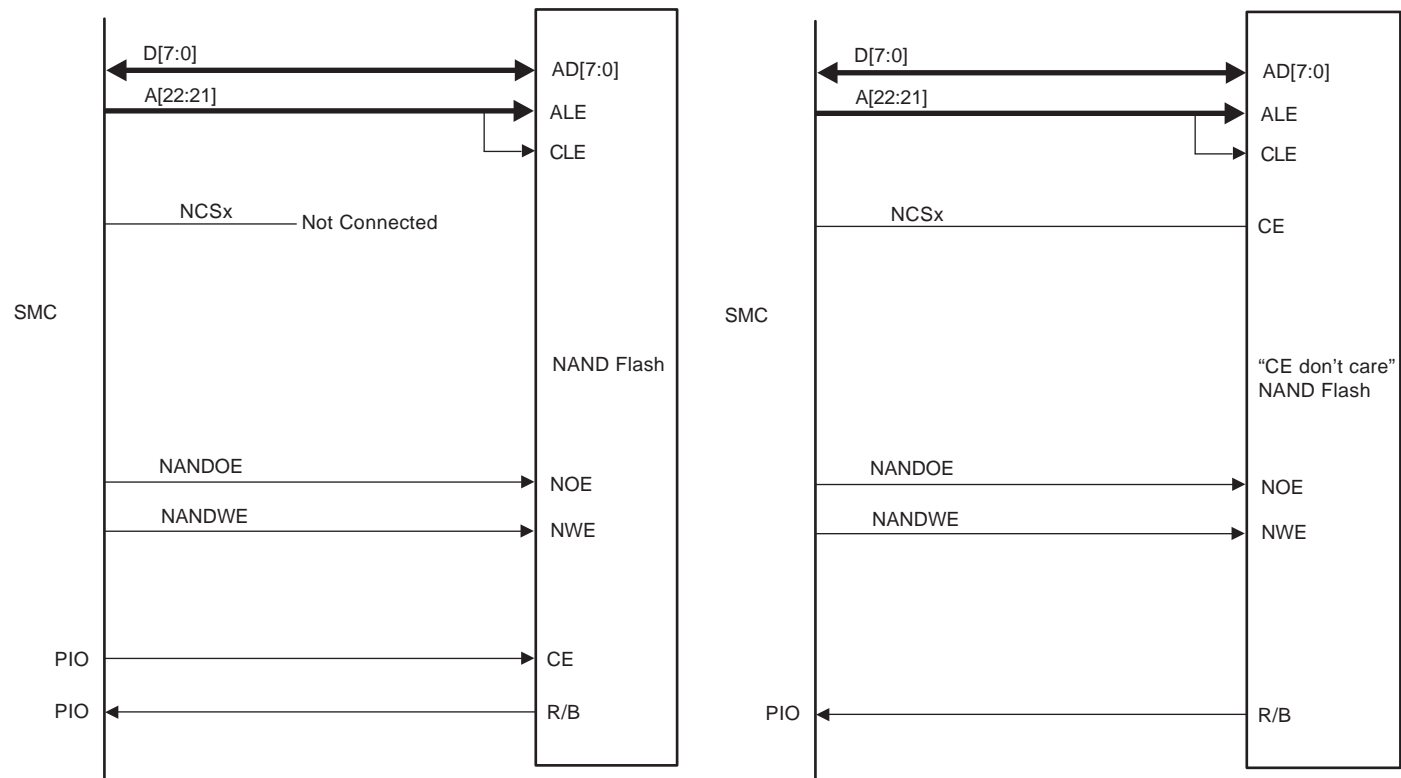 D[7:0]
AD[7:0]
A[22:21]
ALE
CLE
NCSx
Not Connected
SMC
NAND Flash
NANDOE
NOE
NANDWE
NWE
PIO
CE
PIO
R/B
D[7:0]
AD[7:0]
A[22:21]
ALE
CLE
NCSx
CE
SMC
“CE don’t care”
NAND Flash
NANDOE
NOE
NANDWE
NWE
PIO
R/B